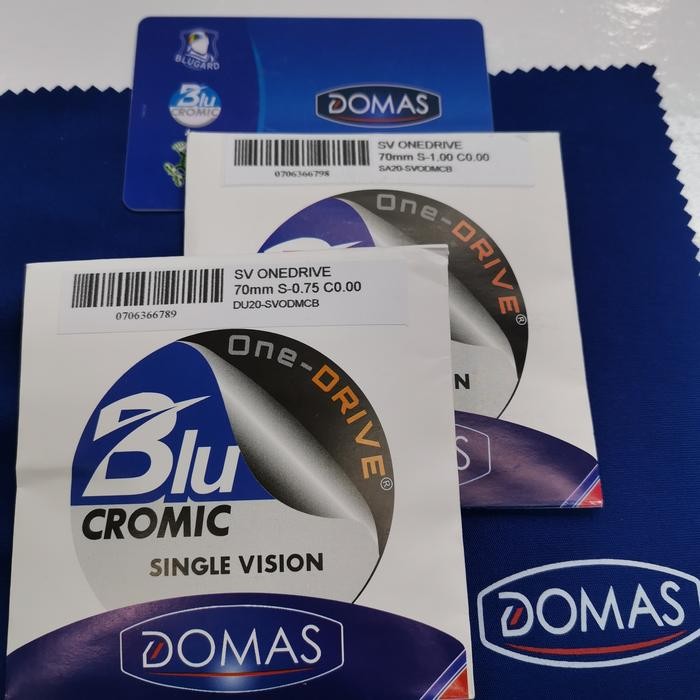 BLUGARD
Blu
CROMIC
DOMAS
SV ONEDRIVE
70mm S-1.00 C0.00
0706366798
SA20-SVODMCB
One-DRIVE®
N
S
SV ONEDRIVE
70mm S-0.75 C0.00
0706366789
DU20-SVODMCB
One-DRIVE®
Blu
CROMIC
SINGLE VISION
DOMAS
DOMAS